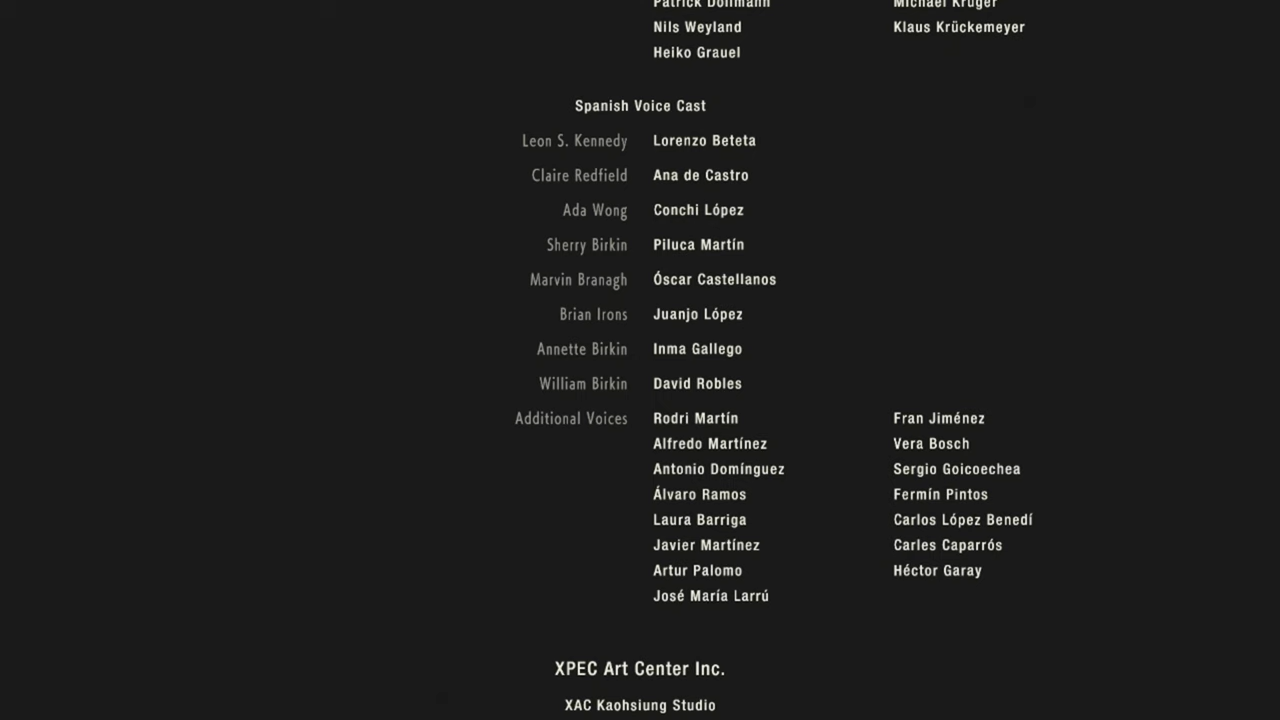 Patrick Dollmann Michael Krüger
Nils Weyland Klaus Krückemeyer
Heiko Grauel
Spanish Voice Cast
Leon S. Kennedy Lorenzo Beteta
Claire Redfield Ana de Castro
Ada Wong Conchi López
Sherry Birkin Piluca Martín
Marvin Branagh Óscar Castellanos
Brian Irons Juanjo López
Annette Birkin Inma Gallego
William Birkin David Robles
Additional Voices Rodri Martín Fran Jiménez
Alfredo Martínez Vera Bosch
Antonio Domínguez Sergio Goicoechea
Álvaro Ramos Fermín Pintos
Laura Barriga Carlos López Benedí
Javier Martínez Carles Caparrós
Artur Palomo Héctor Garay
José María Larrú
XPEC Art Center Inc.
XAC Kaohsiung Studio